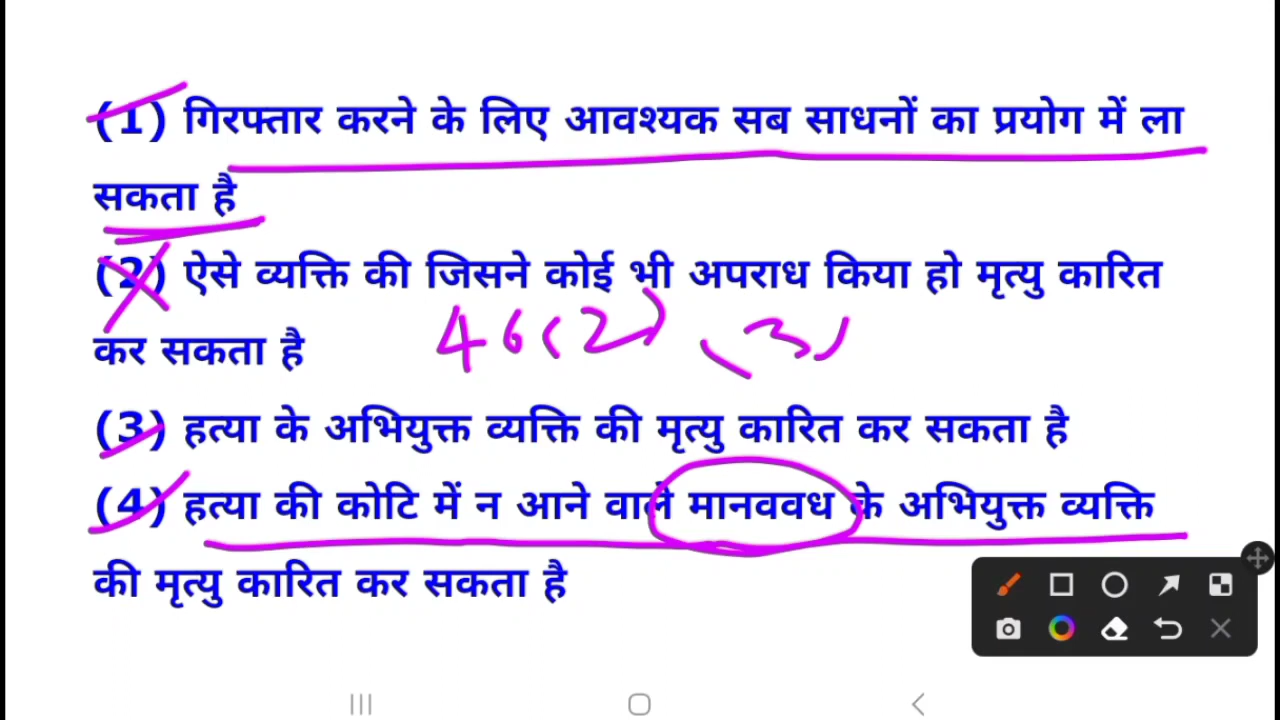 (1) गिरफ्तार करने के लिए आवश्यक सब साधनों का प्रयोग में ला
सकता है
(2) ऐसे व्यक्ति की जिसने कोई भी अपराध किया हो मृत्यु कारित
46(2) (3)
कर सकता है
(3) हत्या के अभियुक्त व्यक्ति की मृत्यु कारित कर सकता है
(4) हत्या की कोटि में न आने वाले मानववध के अभियुक्त व्यक्ति
की मृत्यु कारित कर सकता है